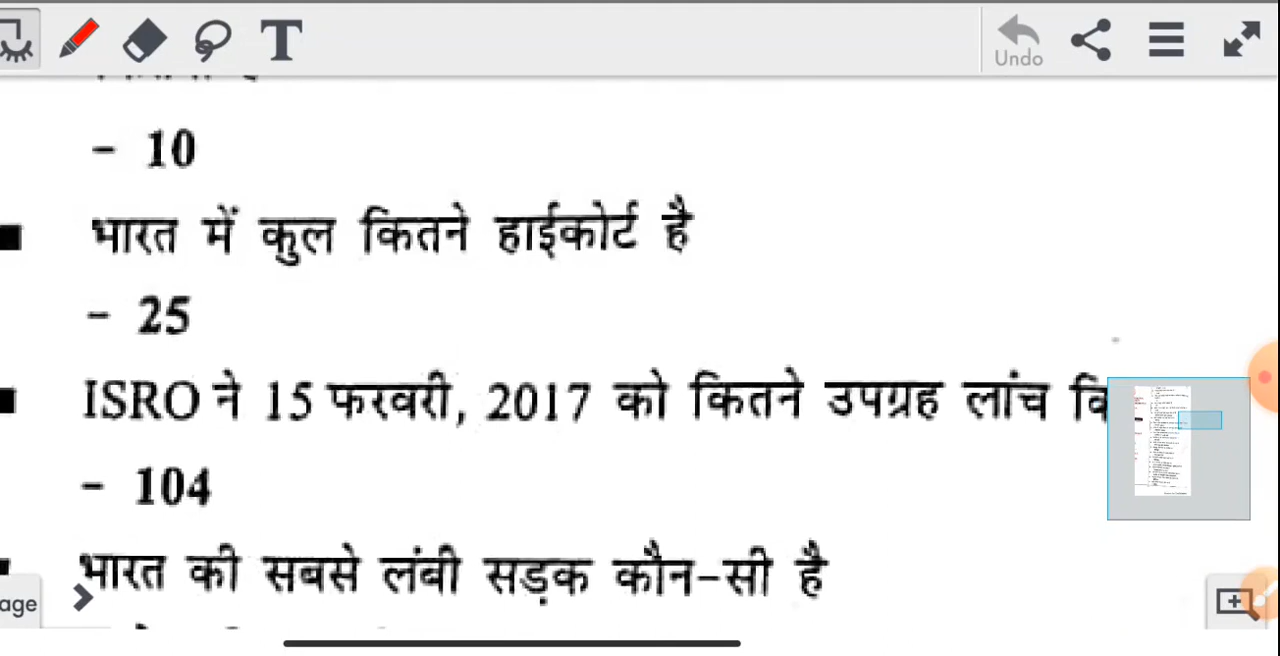 Undo
- 10
भारत में कुल कितने हाईकोर्ट है
- 25
ISRO ने 15 फरवरी, 2017 को कितने उपग्रह लांच
- 104
भारत की सबसे लंबी सड़क कौन-सी है
age